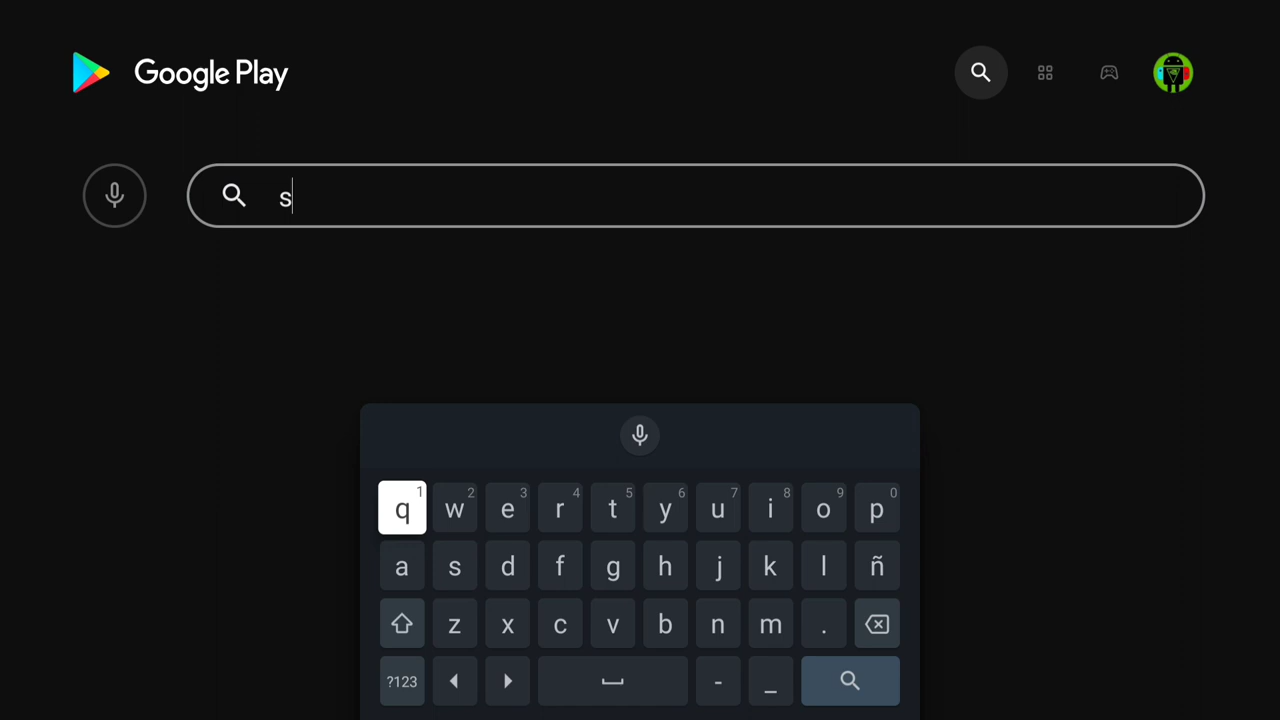 Google Play
s
q 1 w 2 e 3 r 4 t 5 y 6 u 7 i 8 o 9 p 0
a s d f g h j k l ñ
z x c v b n m .
?123 - _